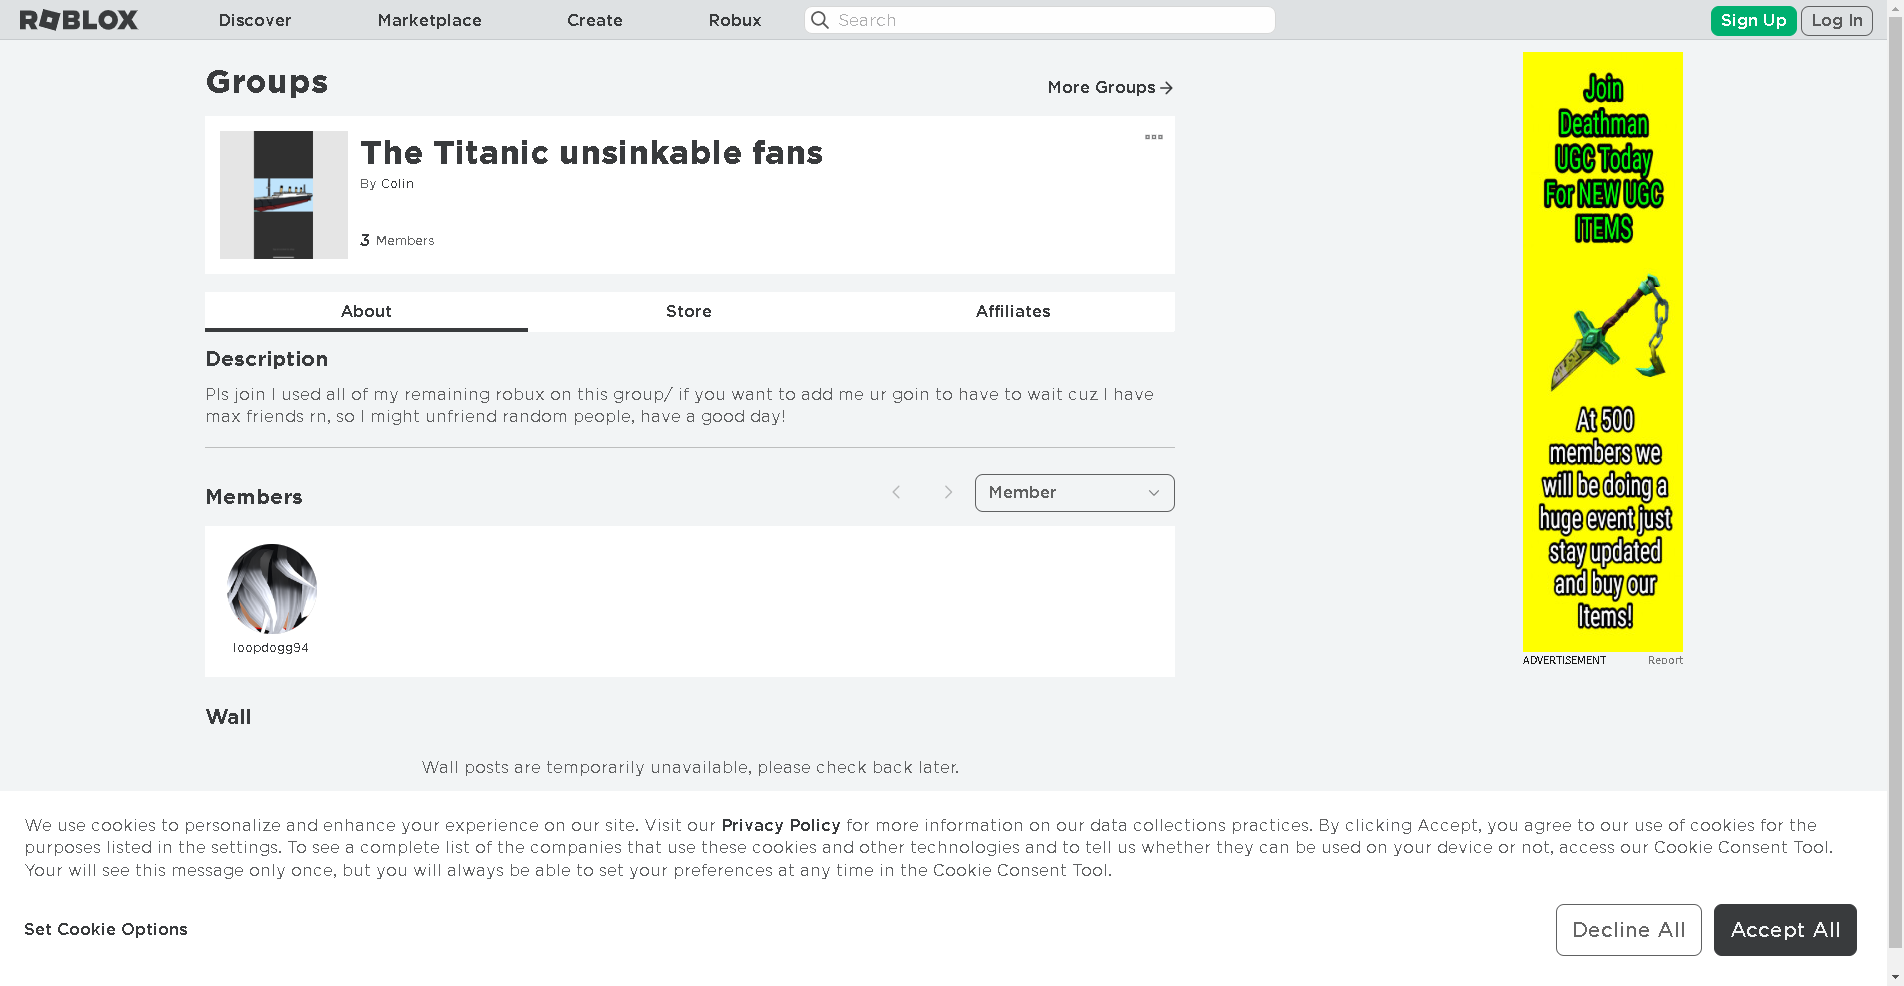 ROBLOX Discover Marketplace Create Robux Search Sign Up Log In
Groups
More Groups
The Titanic unsinkable fans
By Colin
3 Members
About Store Affiliates
Description
Pls join I used all of my remaining robux on this group/ if you want to add me ur goin to have to wait cuz I have
max friends rn, so I might unfriend random people, have a good day!
Members
Member
loopdogg94
Wall
Wall posts are temporarily unavailable, please check back later.
Join
Deathman
UGC Today
For NEW UGC
ITEMS
At 500
members we
will be doing a
huge event just
stay updated
and buy our
Items!
ADVERTISEMENT Report
We use cookies to personalize and enhance your experience on our site. Visit our Privacy Policy for more information on our data collections practices. By clicking Accept, you agree to our use of cookies for the
purposes listed in the settings. To see a complete list of the companies that use these cookies and other technologies and to tell us whether they can be used on your device or not, access our Cookie Consent Tool.
Your will see this message only once, but you will always be able to set your preferences at any time in the Cookie Consent Tool.
Set Cookie Options
Decline All
Accept All